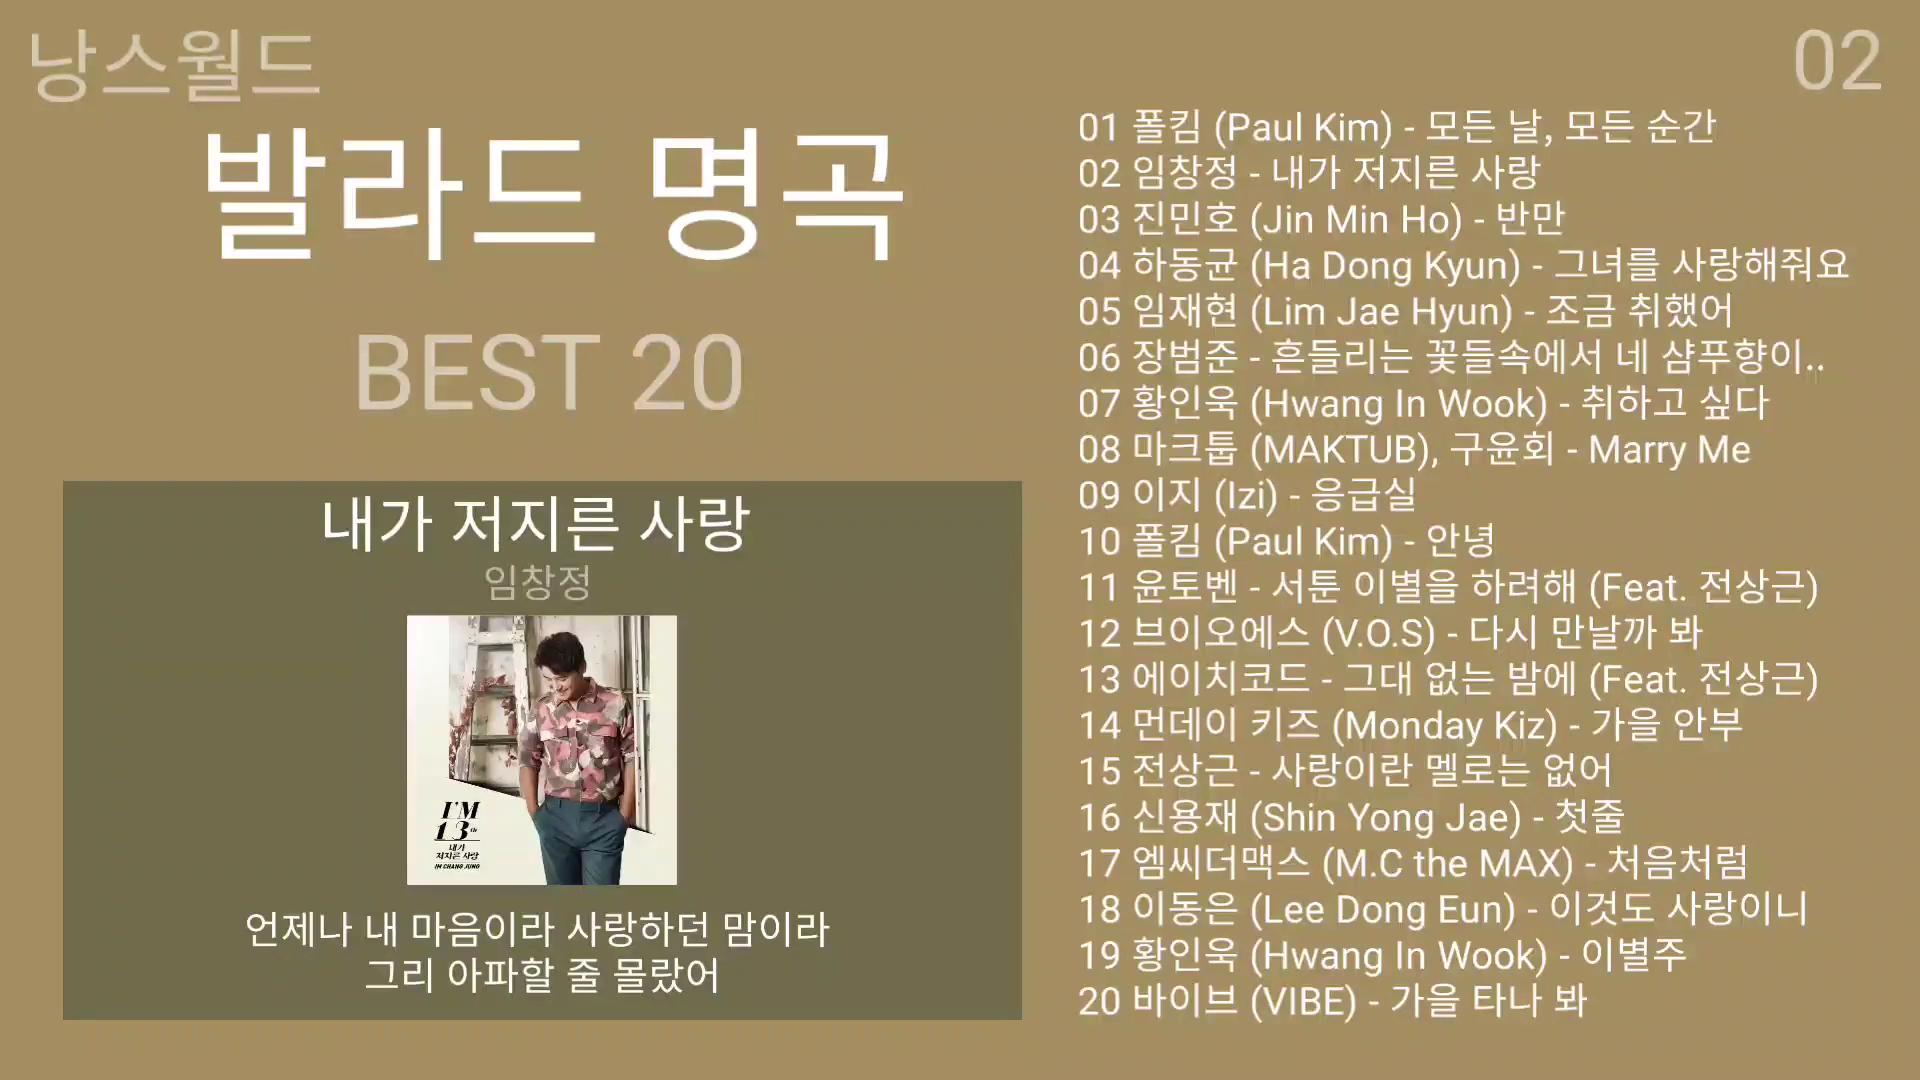 낭스월드
02
발라드 명곡
BEST 20
내가 저지른 사랑
임창정
I'M
13th
내가
저지른 사랑
IM CHANG JUNG
언제나 내 마음이라 사랑하던 맘이라
그리 아파할 줄 몰랐어
01 폴킴 (Paul Kim) - 모든 날, 모든 순간
02 임창정 - 내가 저지른 사랑
03 진민호 (Jin Min Ho) - 반만
04 하동균 (Ha Dong Kyun) - 그녀를 사랑해줘요
05 임재현 (Lim Jae Hyun) - 조금 취했어
06 장범준 - 흔들리는 꽃들속에서 네 샴푸향이..
07 황인욱 (Hwang In Wook) - 취하고 싶다
08 마크툽 (MAKTUB), 구윤회 - Marry Me
09 이지 (Izi) - 응급실
10 폴킴 (Paul Kim) - 안녕
11 윤토벤 - 서툰 이별을 하려해 (Feat. 전상근)
12 브이오에스 (V.O.S) - 다시 만날까 봐
13 에이치코드 - 그대 없는 밤에 (Feat. 전상근)
14 먼데이 키즈 (Monday Kiz) - 가을 안부
15 전상근 - 사랑이란 멜로는 없어
16 신용재 (Shin Yong Jae) - 첫줄
17 엠씨더맥스 (M.C the MAX) - 처음처럼
18 이동은 (Lee Dong Eun) - 이것도 사랑이니
19 황인욱 (Hwang In Wook) - 이별주
20 바이브 (VIBE) - 가을 타나 봐